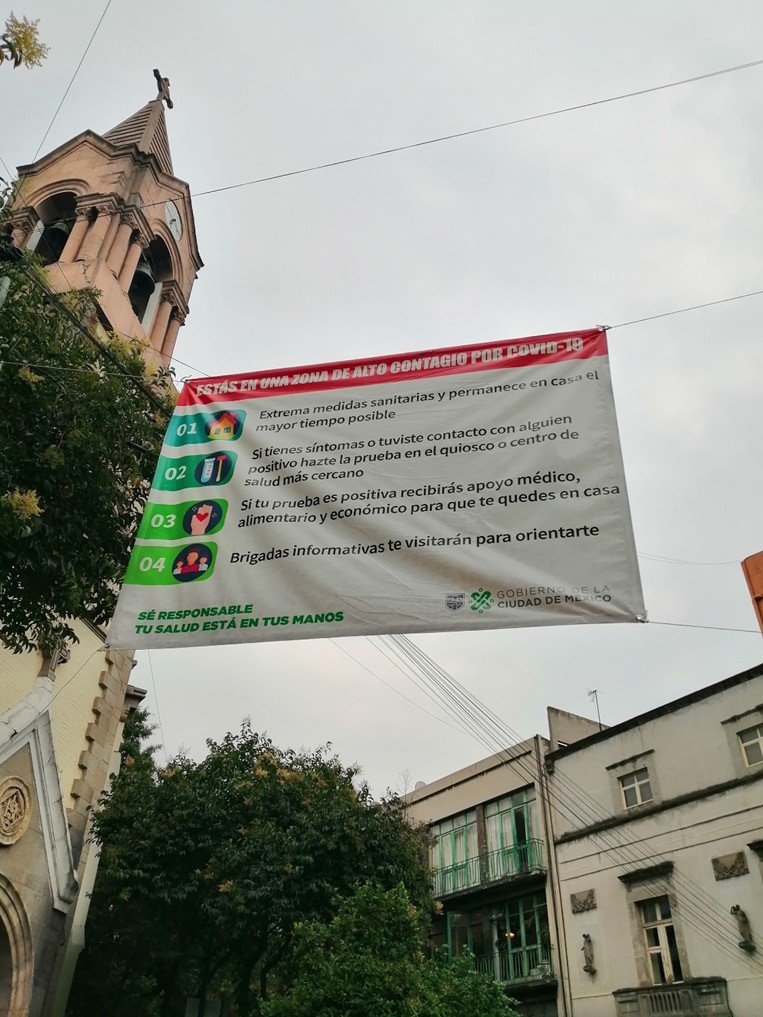 ESTÁS EN UNA ZONA DE ALTO CONTAGIO POR COVID-19
01
Extrema medidas sanitarias y permanece en casa el
mayor tiempo posible
02
Si tienes síntomas o tuviste contacto con alguien
positivo hazte la prueba en el quiosco o centro de
salud más cercano
03
Si tu prueba es positiva recibirás apoyo médico,
alimentario y económico para que te quedes en casa
04
Brigadas informativas te visitarán para orientarte
SÉ RESPONSABLE
TU SALUD ESTÁ EN TUS MANOS
GOBIERNO DE LA
CIUDAD DE MÉXICO